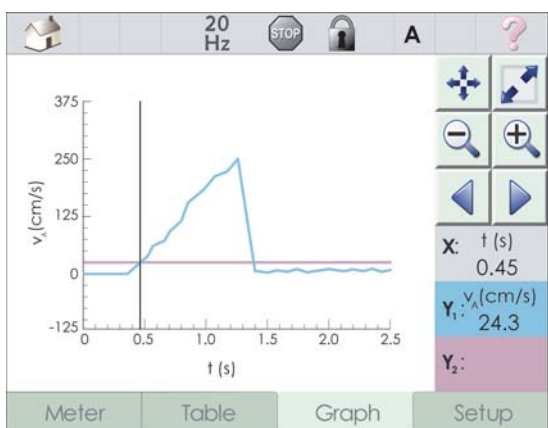 20
Hz
STOP
A
?
375
250
125
0
-125
vA(cm/s)
0 0.5 1.0 1.5 2.0 2.5
t (s)
X: t (s)
0.45
Y1: vA(cm/s)
24.3
Y2:
Meter Table Graph Setup